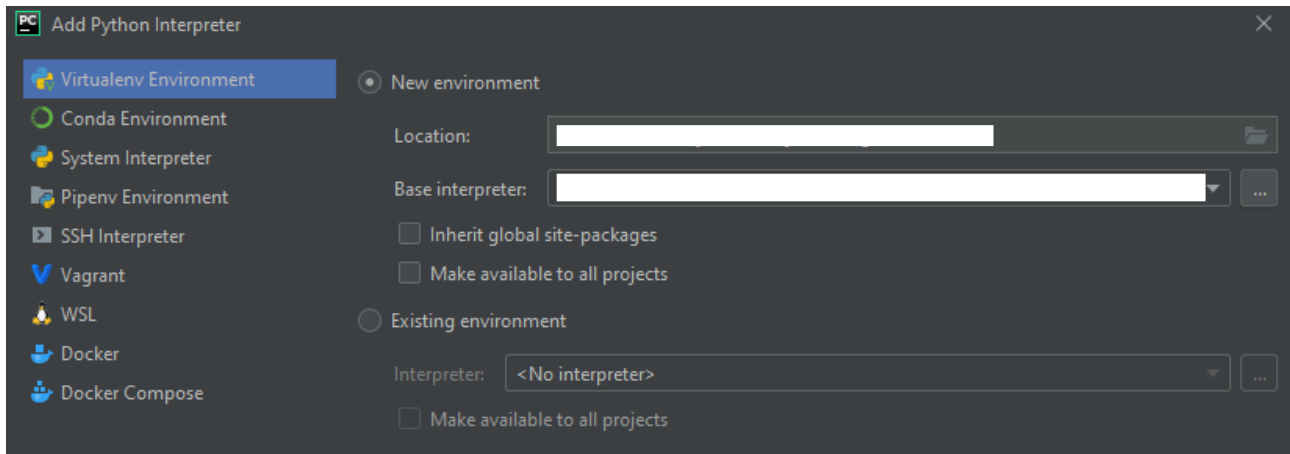 PC
Add Python Interpreter
Virtualenv Environment
Conda Environment
System Interpreter
Pipenv Environment
SSH Interpreter
Vagrant
WSL
Docker
Docker Compose
New environment
Location:
Base interpreter:
...
Inherit global site-packages
Make available to all projects
Existing environment
Interpreter: <No interpreter>
...
Make available to all projects